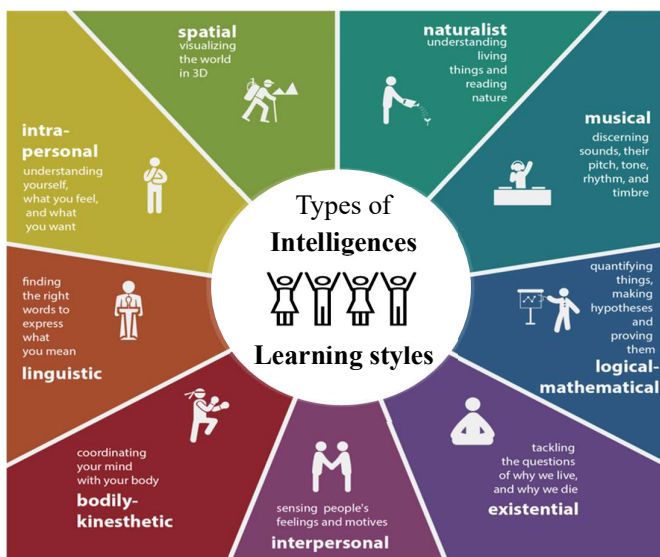 spatial
visualizing
the world
in 3D
naturalist
understanding
living
things and
reading
nature
musical
discerning
sounds, their
pitch, tone,
rhythm, and
timbre
quantifying
things,
making
hypotheses
and
proving
them
logical-
mathematical
tackling
the questions
of why we live,
and why we die
existential
sensing people's
feelings and motives
interpersonal
coordinating
your mind
with your body
bodily-
kinesthetic
finding
the right
words to
express
what
you mean
linguistic
intra-
personal
understanding
yourself,
what you feel,
and what
you want
Types of
Intelligences
Learning styles